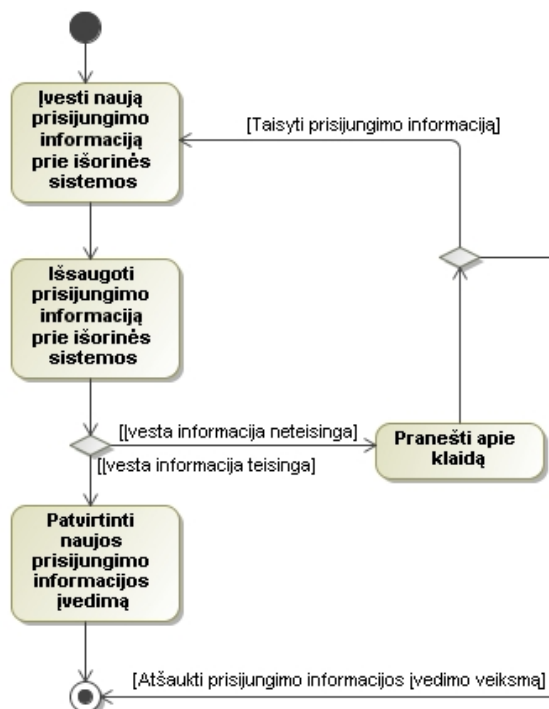 Įvesti naują
prisijungimo
informaciją
prie išorinės
sistemos
[Taisyti prisijungimo informaciją]
Išsaugoti
prisijungimo
informaciją
prie išorinės
sistemos
[Įvesta informacija neteisinga]
Pranešti apie
klaidą
[Įvesta informacija teisinga]
Patvirtinti
naujos
prisijungimo
informacijos
įvedimą
[Atšaukti prisijungimo informacijos įvedimo veiksmą]